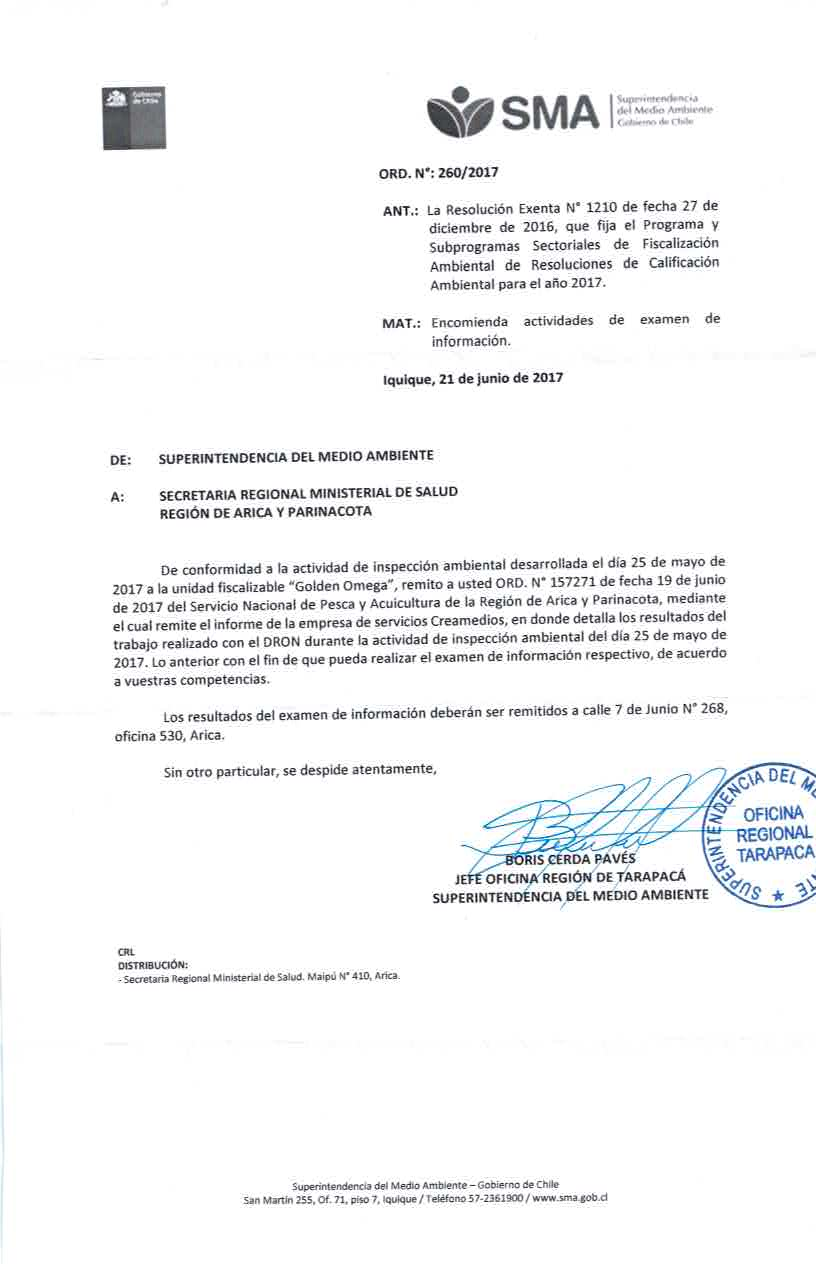 Gobierno
de Chile
SMA
Superintendencia
del Medio Ambiente
Gobierno de Chile
ORD. N°: 260/2017
ANT.: La Resolución Exenta N° 1210 de fecha 27 de
diciembre de 2016, que fija el Programa y
Subprogramas Sectoriales de Fiscalización
Ambiental de Resoluciones de Calificación
Ambiental para el año 2017.
MAT.: Encomienda actividades de examen de
información.
Iquique, 21 de junio de 2017
DE: SUPERINTENDENCIA DEL MEDIO AMBIENTE
A: SECRETARIA REGIONAL MINISTERIAL DE SALUD
REGIÓN DE ARICA Y PARINACOTA
De conformidad a la actividad de inspección ambiental desarrollada el día 25 de mayo de
2017 a la unidad fiscalizable "Golden Omega", remito a usted ORD. N° 157271 de fecha 19 de junio
de 2017 del Servicio Nacional de Pesca y Acuicultura de la Región de Arica y Parinacota, mediante
el cual remite el informe de la empresa de servicios Creamedios, en donde detalla los resultados del
trabajo realizado con el DRON durante la actividad de inspección ambiental del día 25 de mayo de
2017. Lo anterior con el fin de que pueda realizar el examen de información respectivo, de acuerdo
a vuestras competencias.
Los resultados del examen de información deberán ser remitidos a calle 7 de Junio N° 268,
oficina 530, Arica.
Sin otro particular, se despide atentamente,
BORIS CERDA PAVÉS
JEFE OFICINA REGIÓN DE TARAPACÁ
SUPERINTENDENCIA DEL MEDIO AMBIENTE
SUPERINTENDENCIA DEL M
OFICINA
REGIONAL
TARAPACA
CRL
DISTRIBUCIÓN:
- Secretaria Regional Ministerial de Salud. Maipú N° 410, Arica.
Superintendencia del Medio Ambiente – Gobierno de Chile
San Martín 255, Of. 71, piso 7, Iquique / Teléfono 57-2361900 / www.sma.gob.cl